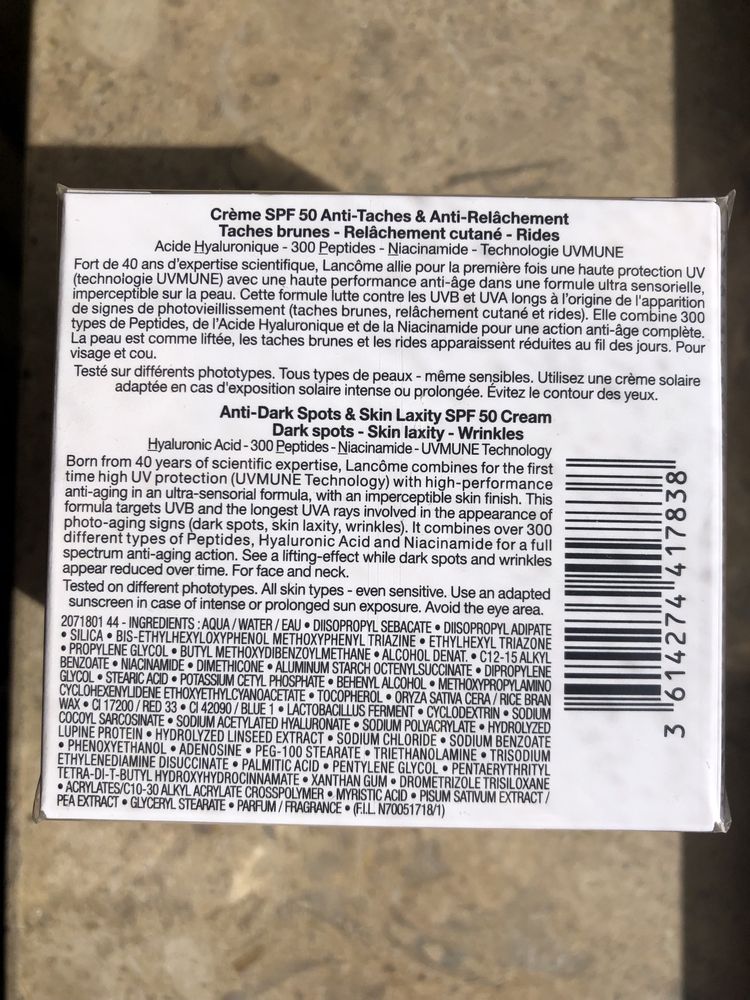 Crème SPF 50 Anti-Taches & Anti-Relâchement
Taches brunes - Relâchement cutané - Rides
Acide Hyaluronique - 300 Peptides - Niacinamide - Technologie UVMUNE
Fort de 40 ans d'expertise scientifique, Lancôme allie pour la première fois une haute protection UV
(technologie UVMUNE) avec une haute performance anti-âge dans une formule ultra sensorielle,
imperceptible sur la peau. Cette formule lutte contre les UVB et UVA longs à l'origine de l'apparition
de signes de photovieillissement (taches brunes, relâchement cutané et rides). Elle combine 300
types de Peptides, de l'Acide Hyaluronique et de la Niacinamide pour une action anti-âge complète.
La peau est comme liftée, les taches brunes et les rides apparaissent réduites au fil des jours. Pour
visage et cou.
Testé sur différents phototypes. Tous types de peaux - même sensibles. Utilisez une crème solaire
adaptée en cas d'exposition solaire intense ou prolongée. Évitez le contour des yeux.
Anti-Dark Spots & Skin Laxity SPF 50 Cream
Dark spots - Skin laxity - Wrinkles
Hyaluronic Acid - 300 Peptides - Niacinamide - UVMUNE Technology
Born from 40 years of scientific expertise, Lancôme combines for the first
time high UV protection (UVMUNE Technology) with high-performance
anti-aging in an ultra-sensorial formula, with an imperceptible skin finish. This
formula targets UVB and the longest UVA rays involved in the appearance of
photo-aging signs (dark spots, skin laxity, wrinkles). It combines over 300
different types of Peptides, Hyaluronic Acid and Niacinamide for a full
spectrum anti-aging action. See a lifting-effect while dark spots and wrinkles
appear reduced over time. For face and neck.
Tested on different phototypes. All skin types - even sensitive. Use an adapted
sunscreen in case of intense or prolonged sun exposure. Avoid the eye area.
2071801 44 - INGREDIENTS : AQUA / WATER / EAU • DIISOPROPYL SEBACATE • DIISOPROPYL ADIPATE
• SILICA • BIS-ETHYLHEXYLOXYPHENOL METHOXYPHENYL TRIAZINE • ETHYLHEXYL TRIAZONE
• PROPYLENE GLYCOL • BUTYL METHOXYDIBENZOYLMETHANE • ALCOHOL DENAT. • C12-15 ALKYL
BENZOATE • NIACINAMIDE • DIMETHICONE • ALUMINUM STARCH OCTENYLSUCCINATE • DIPROPYLENE
GLYCOL • STEARIC ACID • POTASSIUM CETYL PHOSPHATE • BEHENYL ALCOHOL • METHOXYPROPYLAMINO
CYCLOHEXENYLIDENE ETHOXYETHYLCYANOACETATE • TOCOPHEROL • ORYZA SATIVA CERA / RICE BRAN
WAX • CI 17200 / RED 33 • CI 42090 / BLUE 1 • LACTOBACILLUS FERMENT • CYCLODEXTRIN • SODIUM
COCOYL SARCOSINATE • SODIUM ACETYLATED HYALURONATE • SODIUM POLYACRYLATE • HYDROLYZED
LUPINE PROTEIN • HYDROLYZED LINSEED EXTRACT • SODIUM CHLORIDE • SODIUM BENZOATE
• PHENOXYETHANOL • ADENOSINE • PEG-100 STEARATE • TRIETHANOLAMINE • TRISODIUM
ETHYLENEDIAMINE DISUCCINATE • PALMITIC ACID • PENTYLENE GLYCOL • PENTAERYTHRITYL
TETRA-DI-T-BUTYL HYDROXYHYDROCINNAMATE • XANTHAN GUM • DROMETRIZOLE TRISILOXANE
• ACRYLATES/C10-30 ALKYL ACRYLATE CROSSPOLYMER • MYRISTIC ACID • PISUM SATIVUM EXTRACT /
PEA EXTRACT • GLYCERYL STEARATE • PARFUM / FRAGRANCE • (F.I.L. N70051718/1)
3 614274 417838